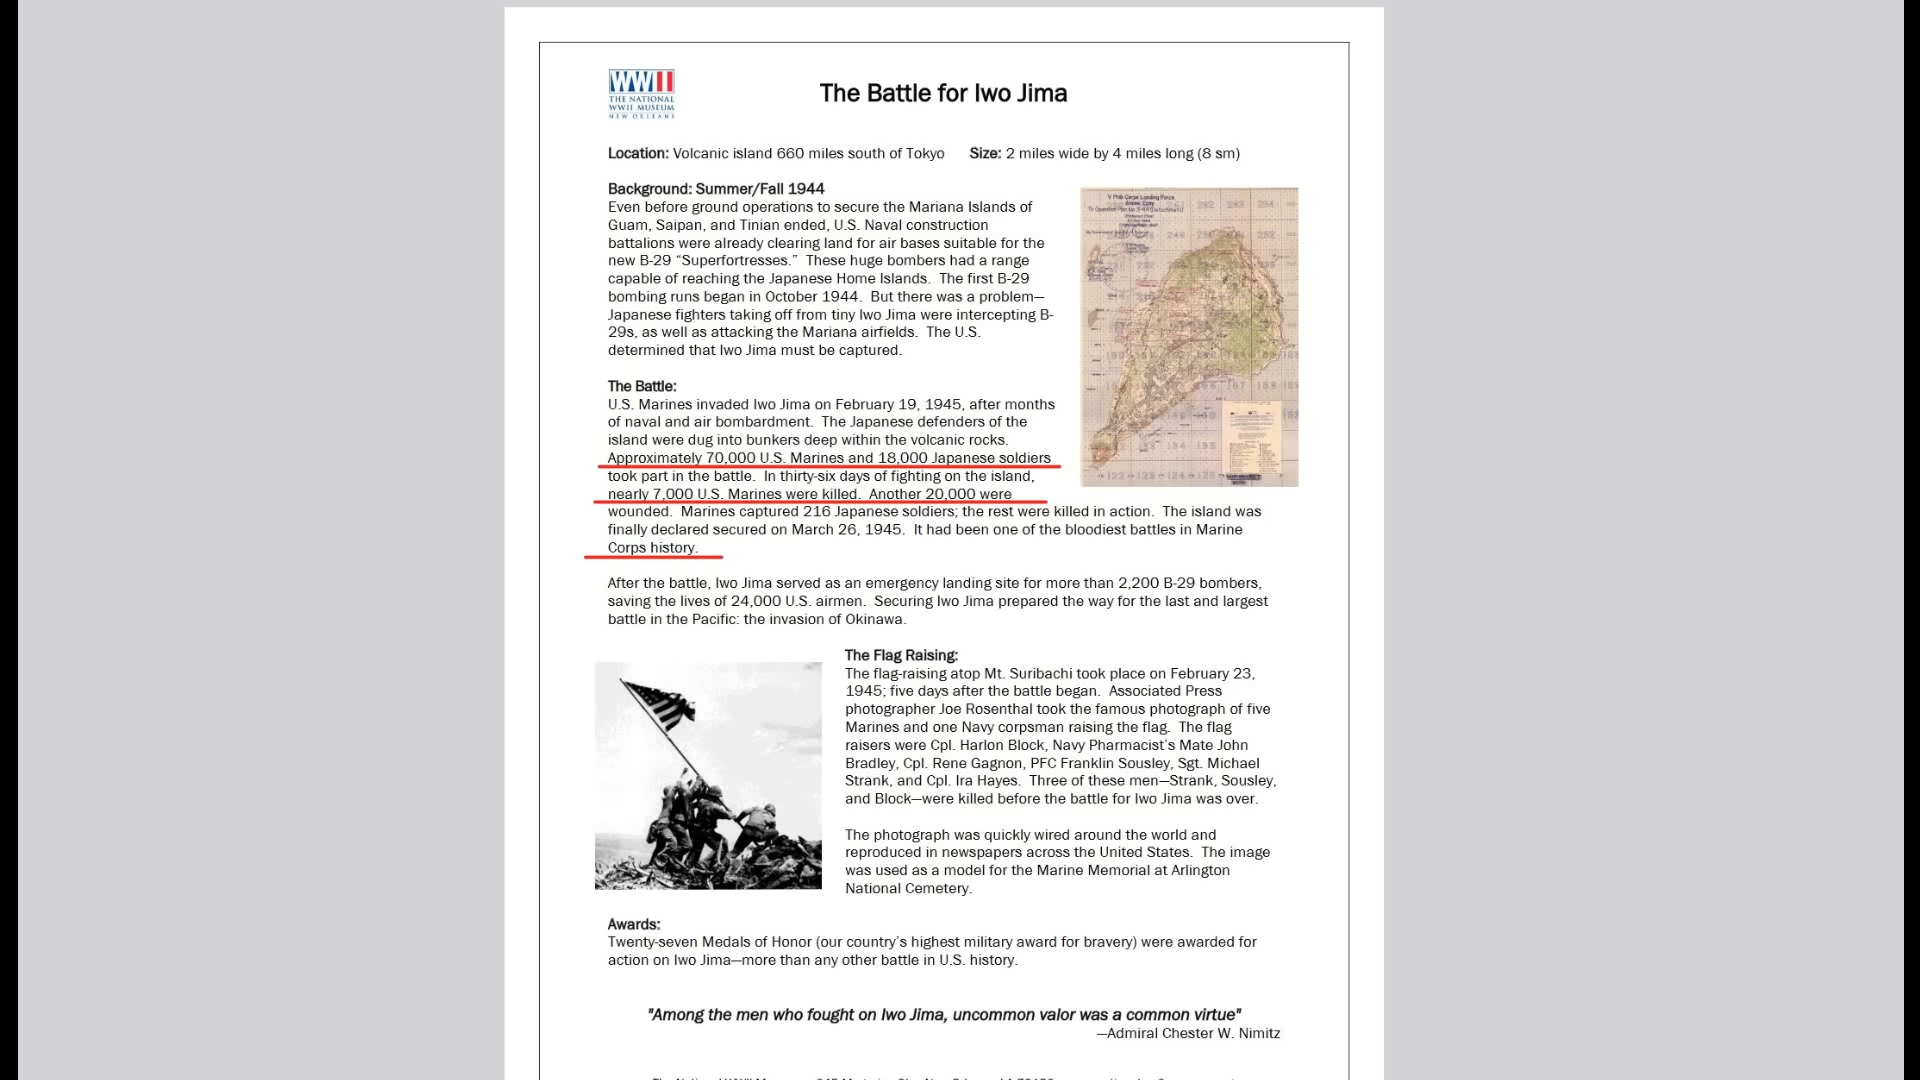 WWII
THE NATIONAL
WWII MUSEUM
NEW ORLEANS
The Battle for Iwo Jima
Location: Volcanic island 660 miles south of Tokyo Size: 2 miles wide by 4 miles long (8 sm)
Background: Summer/Fall 1944
Even before ground operations to secure the Mariana Islands of
Guam, Saipan, and Tinian ended, U.S. Naval construction
battalions were already clearing land for air bases suitable for the
new B-29 “Superfortresses.” These huge bombers had a range
capable of reaching the Japanese Home Islands. The first B-29
bombing runs began in October 1944. But there was a problem—
Japanese fighters taking off from tiny Iwo Jima were intercepting B-
29s, as well as attacking the Mariana airfields. The U.S.
determined that Iwo Jima must be captured.
The Battle:
U.S. Marines invaded Iwo Jima on February 19, 1945, after months
of naval and air bombardment. The Japanese defenders of the
island were dug into bunkers deep within the volcanic rocks.
Approximately 70,000 U.S. Marines and 18,000 Japanese soldiers
took part in the battle. In thirty-six days of fighting on the island,
nearly 7,000 U.S. Marines were killed. Another 20,000 were
wounded. Marines captured 216 Japanese soldiers; the rest were killed in action. The island was
finally declared secured on March 26, 1945. It had been one of the bloodiest battles in Marine
Corps history.
After the battle, Iwo Jima served as an emergency landing site for more than 2,200 B-29 bombers,
saving the lives of 24,000 U.S. airmen. Securing Iwo Jima prepared the way for the last and largest
battle in the Pacific: the invasion of Okinawa.
The Flag Raising:
The flag-raising atop Mt. Suribachi took place on February 23,
1945; five days after the battle began. Associated Press
photographer Joe Rosenthal took the famous photograph of five
Marines and one Navy corpsman raising the flag. The flag
raisers were Cpl. Harlon Block, Navy Pharmacist’s Mate John
Bradley, Cpl. Rene Gagnon, PFC Franklin Sousley, Sgt. Michael
Strank, and Cpl. Ira Hayes. Three of these men—Strank, Sousley,
and Block—were killed before the battle for Iwo Jima was over.
The photograph was quickly wired around the world and
reproduced in newspapers across the United States. The image
was used as a model for the Marine Memorial at Arlington
National Cemetery.
Awards:
Twenty-seven Medals of Honor (our country’s highest military award for bravery) were awarded for
action on Iwo Jima—more than any other battle in U.S. history.
"Among the men who fought on Iwo Jima, uncommon valor was a common virtue"
—Admiral Chester W. Nimitz